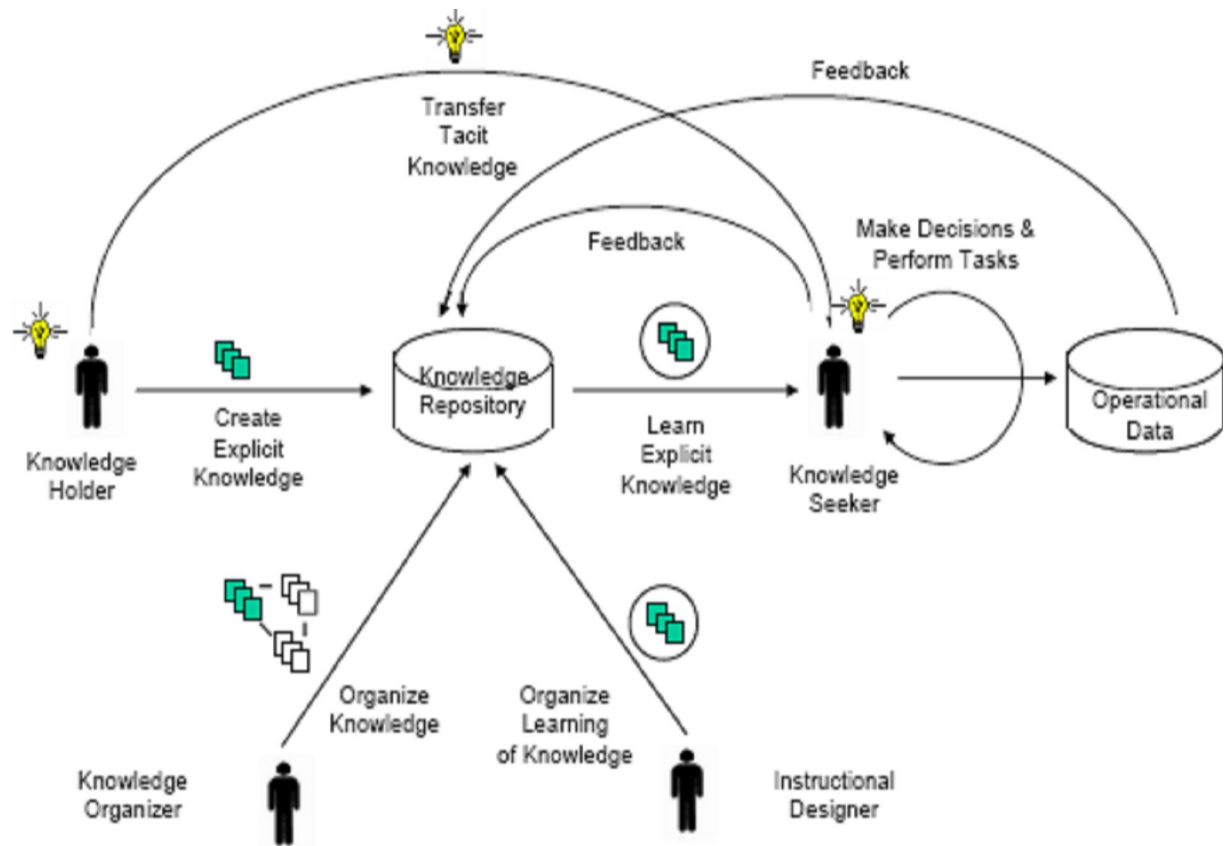 Feedback
Transfer
Tacit
Knowledge
Feedback
Make Decisions &
Perform Tasks
Knowledge
Repository
Operational
Data
Create
Explicit
Knowledge
Learn
Explicit
Knowledge
Knowledge
Holder
Knowledge
Seeker
Organize
Knowledge
Organize
Learning
of Knowledge
Knowledge
Organizer
Instructional
Designer